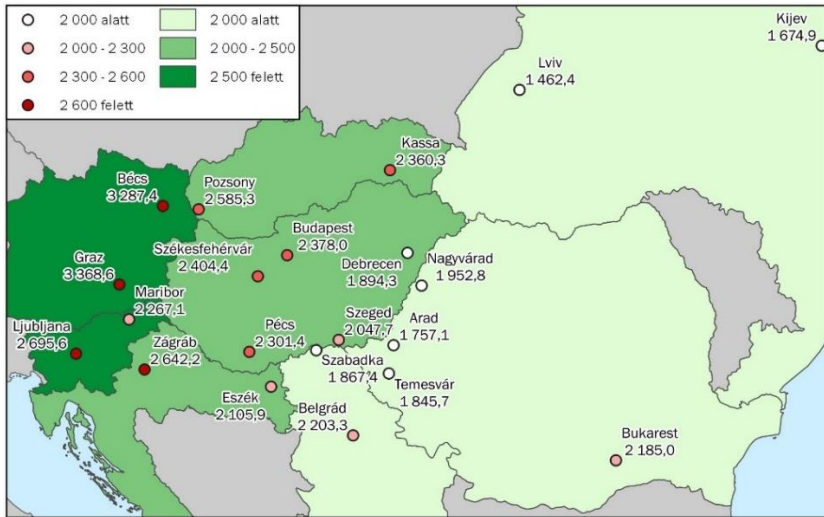 2 000 alatt
2 000 alatt
2 000 - 2 300
2 000 - 2 500
2 300 - 2 600
2 500 felett
2 600 felett
Kijev
1 674,9
Lviv
1 462,4
Kassa
2 360,3
Bécs
3 287,4
Pozsony
2 585,3
Budapest
2 378,0
Székesfehérvár
2 404,4
Debrecen
1 894,3
Nagyvárad
1 952,8
Graz
3 368,6
Maribor
2 267,1
Ljubljana
2 695,6
Zágráb
2 642,2
Pécs
2 301,4
Szeged
2 047,7
Arad
1 757,1
Szabadka
1 867,4
Temesvár
1 845,7
Eszék
2 105,9
Belgrád
2 203,3
Bukarest
2 185,0